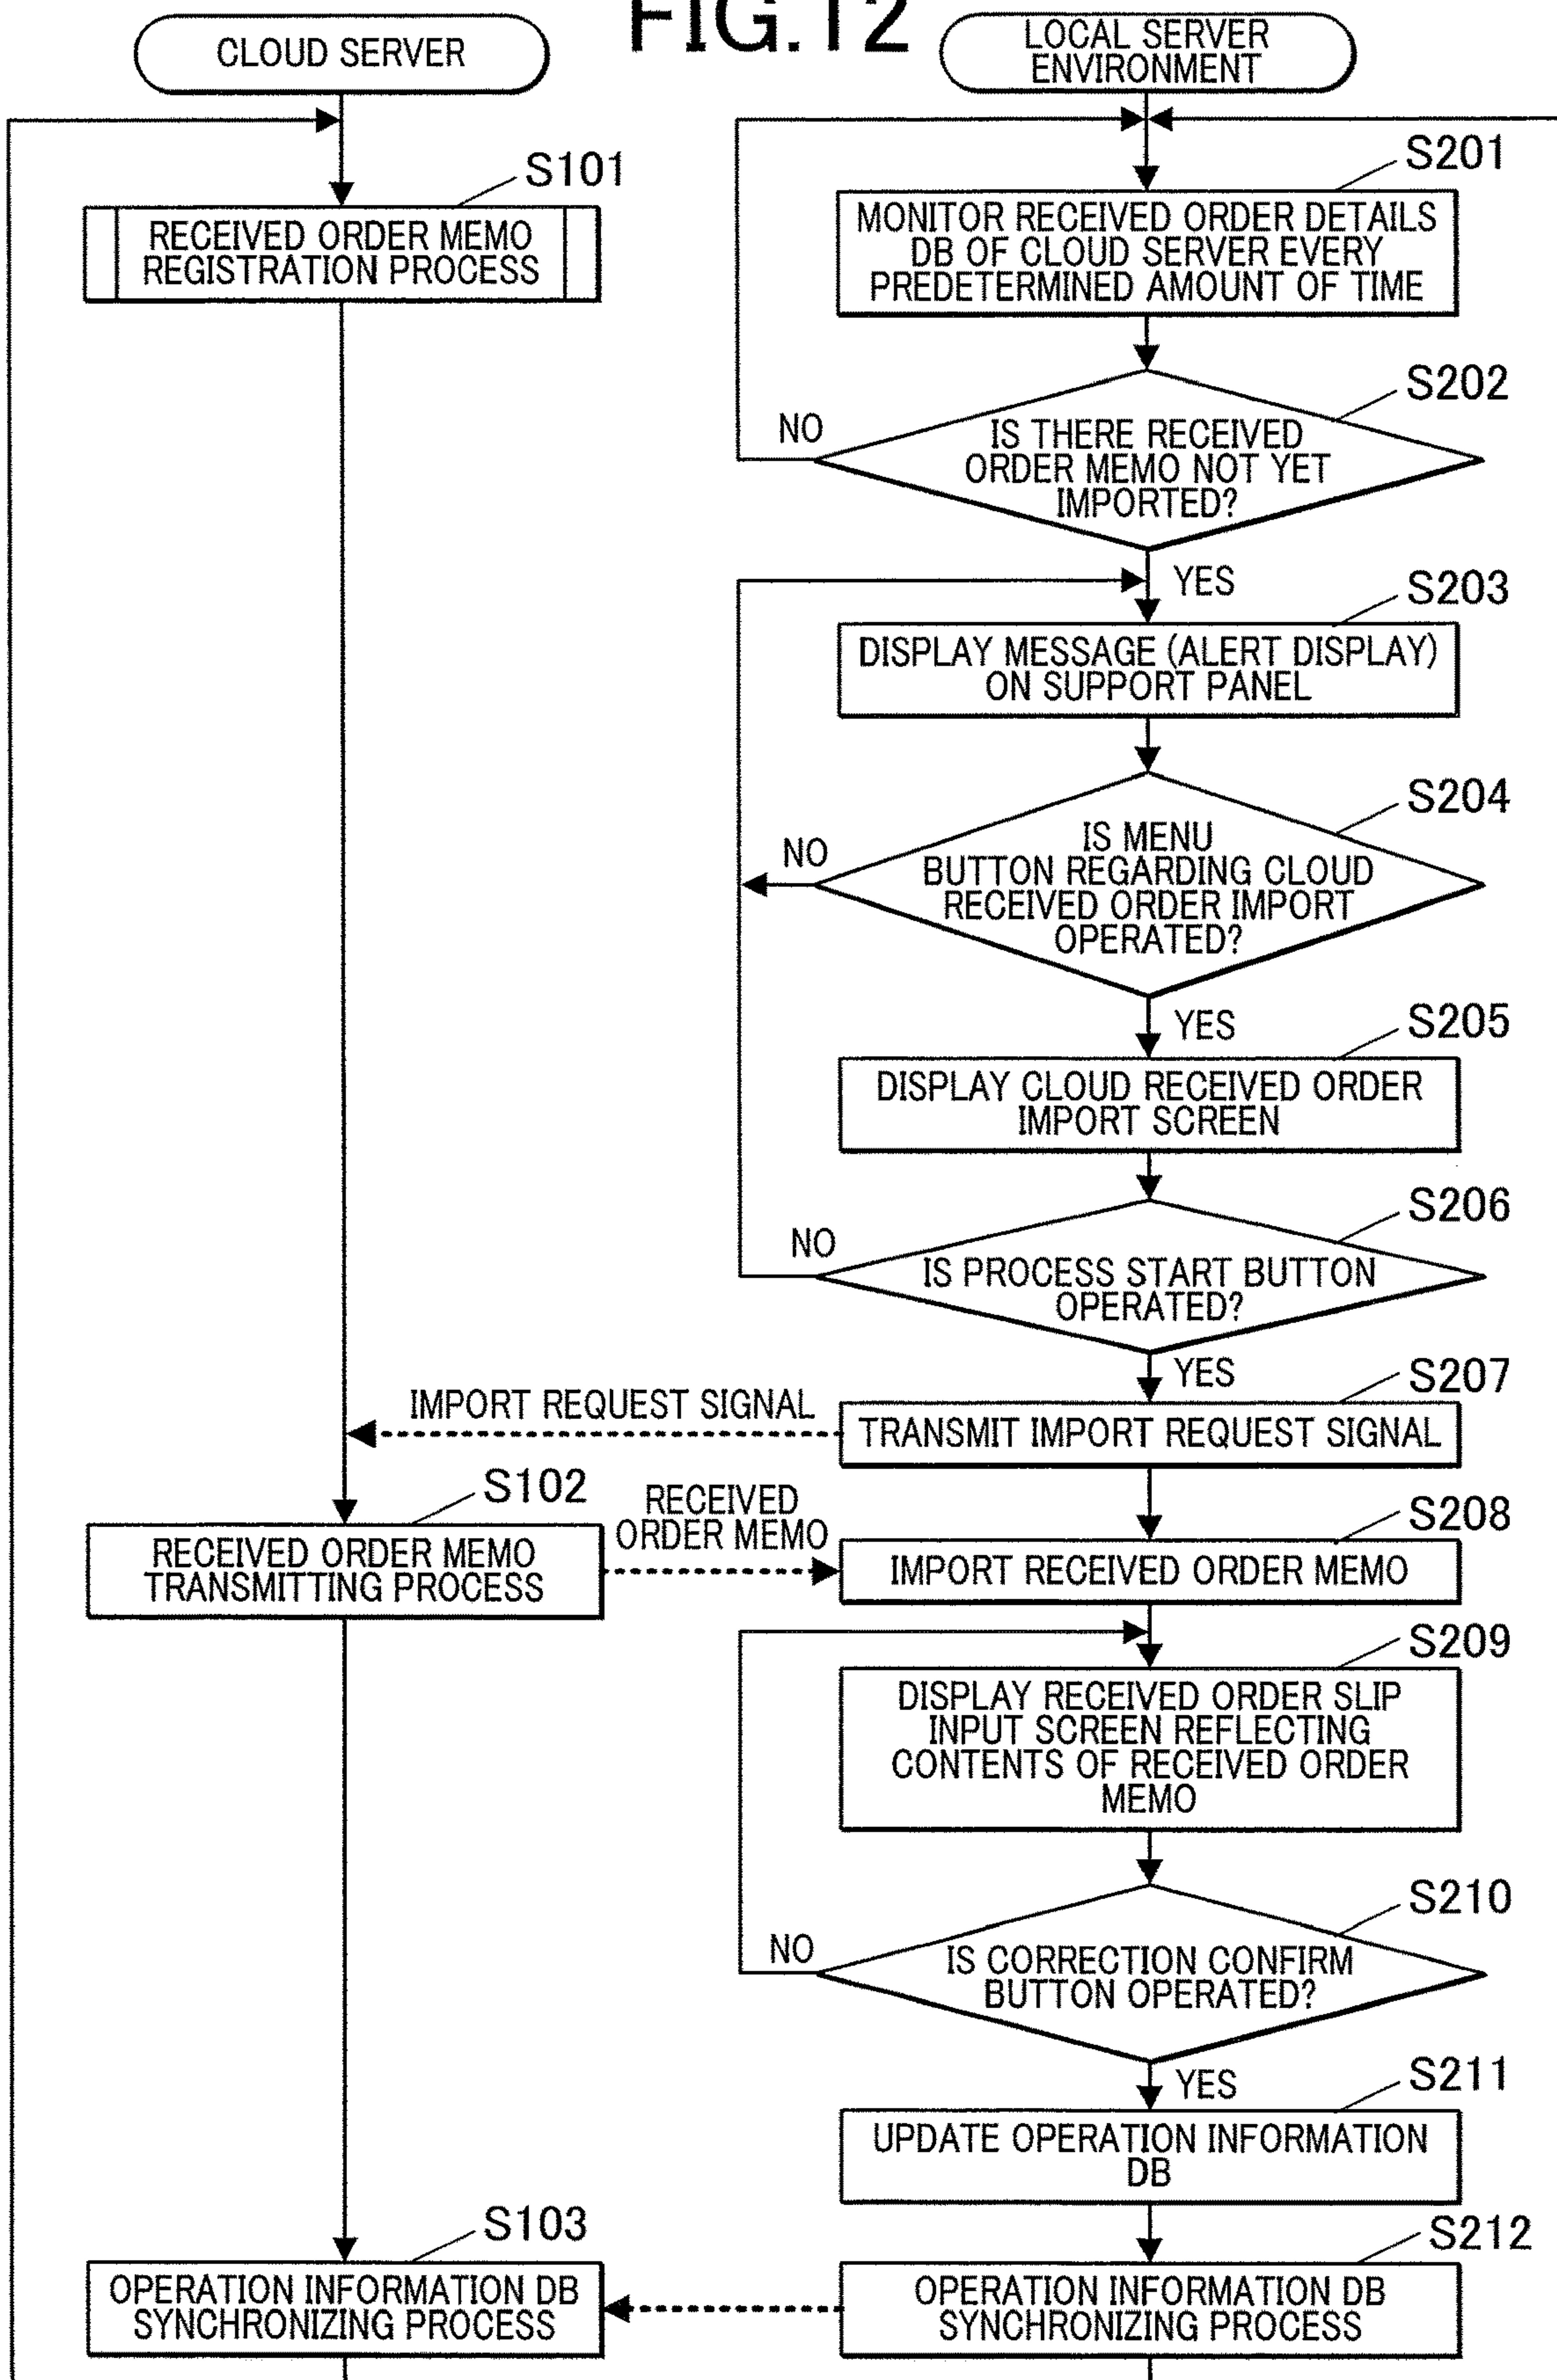 FIG.12
CLOUD SERVER
LOCAL SERVER
ENVIRONMENT
S101
RECEIVED ORDER MEMO
REGISTRATION PROCESS
S201
MONITOR RECEIVED ORDER DETAILS
DB OF CLOUD SERVER EVERY
PREDETERMINED AMOUNT OF TIME
S202
NO
IS THERE RECEIVED
ORDER MEMO NOT YET
IMPORTED?
YES
S203
DISPLAY MESSAGE (ALERT DISPLAY)
ON SUPPORT PANEL
S204
NO
IS MENU
BUTTON REGARDING CLOUD
RECEIVED ORDER IMPORT
OPERATED?
YES
S205
DISPLAY CLOUD RECEIVED ORDER
IMPORT SCREEN
S206
NO
IS PROCESS START BUTTON
OPERATED?
YES
S207
IMPORT REQUEST SIGNAL
TRANSMIT IMPORT REQUEST SIGNAL
S102
RECEIVED ORDER MEMO
TRANSMITTING PROCESS
RECEIVED
ORDER MEMO
S208
IMPORT RECEIVED ORDER MEMO
S209
DISPLAY RECEIVED ORDER SLIP
INPUT SCREEN REFLECTING
CONTENTS OF RECEIVED ORDER
MEMO
S210
NO
IS CORRECTION CONFIRM
BUTTON OPERATED?
YES
S211
UPDATE OPERATION INFORMATION
DB
S103
OPERATION INFORMATION DB
SYNCHRONIZING PROCESS
S212
OPERATION INFORMATION DB
SYNCHRONIZING PROCESS